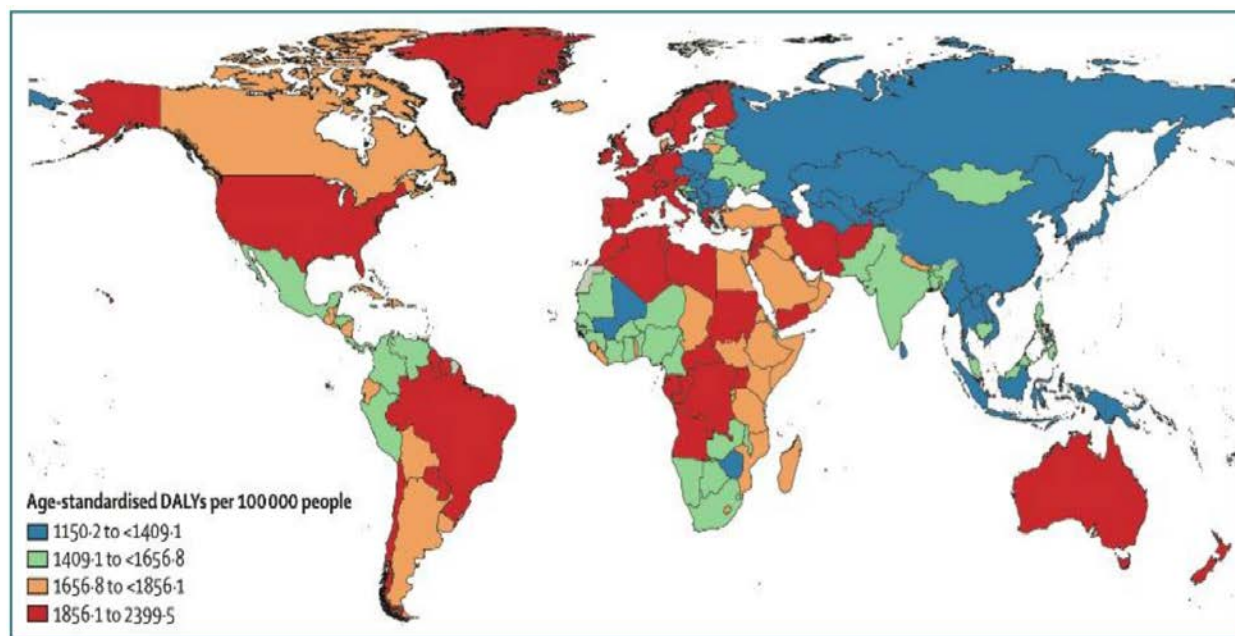 Age-standardised DALYs per 100 000 people
1150·2 to <1409·1
1409·1 to <1656·8
1656·8 to <1856·1
1856·1 to 2399·5